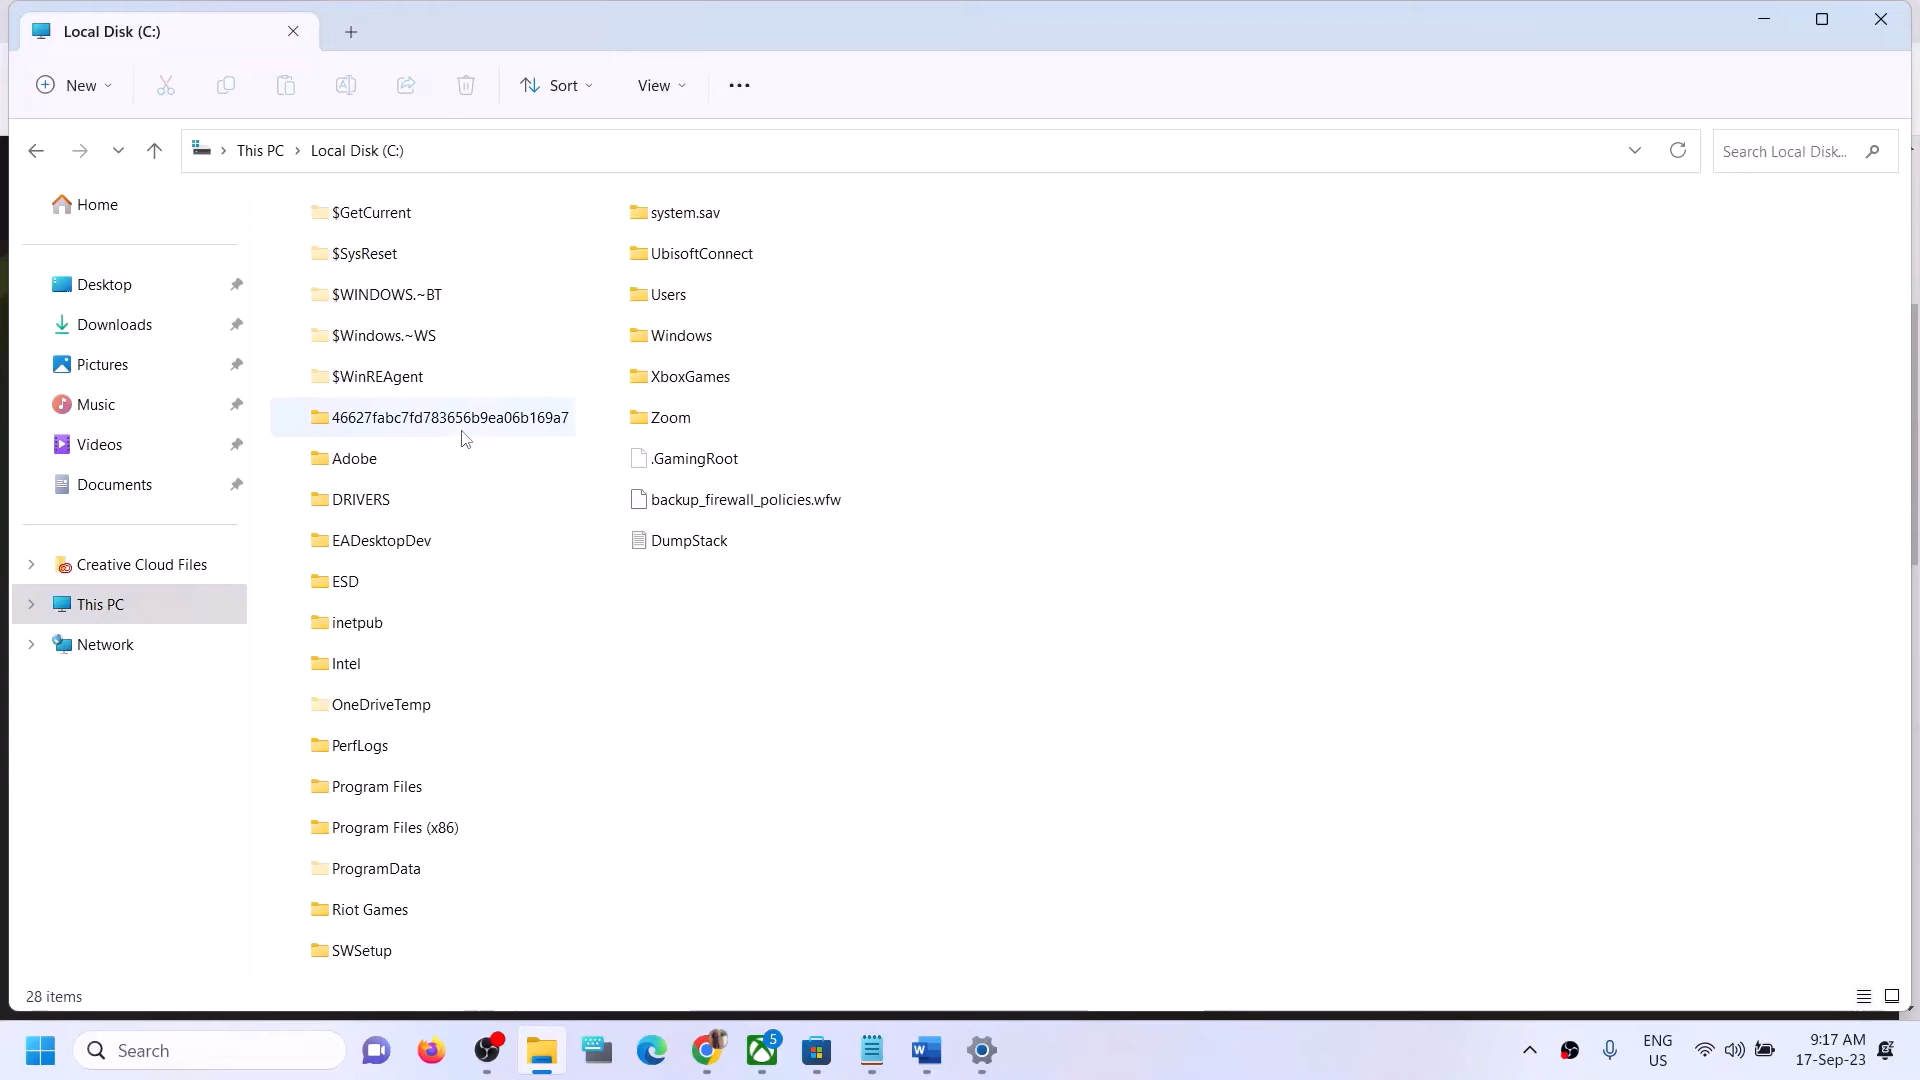 Local Disk (C:)
New
Sort
View
This PC
Local Disk (C:)
Search Local Disk...
Home
Desktop
Downloads
Pictures
Music
Videos
Documents
Creative Cloud Files
This PC
Network
$GetCurrent
$SysReset
$WINDOWS.~BT
$Windows.~WS
$WinREAgent
46627fabc7fd783656b9ea06b169a7
Adobe
DRIVERS
EADesktopDev
ESD
inetpub
Intel
OneDriveTemp
PerfLogs
Program Files
Program Files (x86)
ProgramData
Riot Games
SWSetup
system.sav
UbisoftConnect
Users
Windows
XboxGames
Zoom
.GamingRoot
backup_firewall_policies.wfw
DumpStack
28 items
Search
5
W
ENG
US
9:17 AM
17-Sep-23